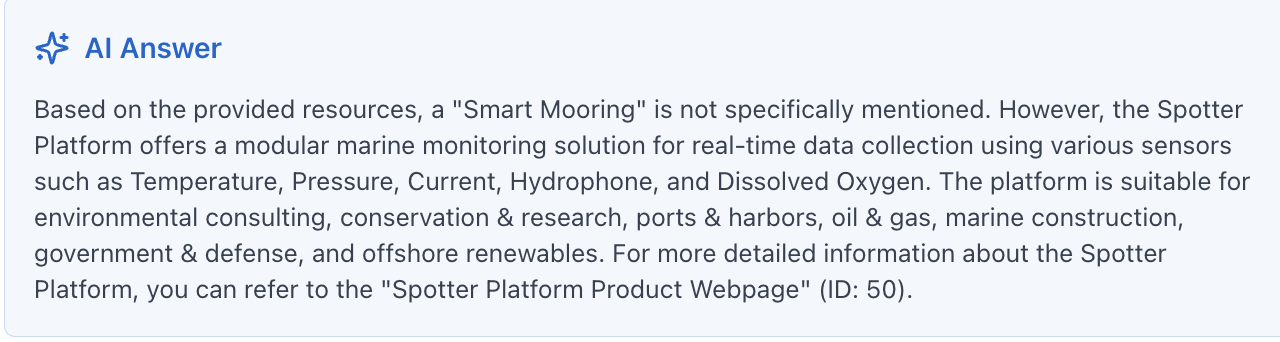 AI Answer
Based on the provided resources, a "Smart Mooring" is not specifically mentioned. However, the Spotter
Platform offers a modular marine monitoring solution for real-time data collection using various sensors
such as Temperature, Pressure, Current, Hydrophone, and Dissolved Oxygen. The platform is suitable for
environmental consulting, conservation & research, ports & harbors, oil & gas, marine construction,
government & defense, and offshore renewables. For more detailed information about the Spotter
Platform, you can refer to the "Spotter Platform Product Webpage" (ID: 50).